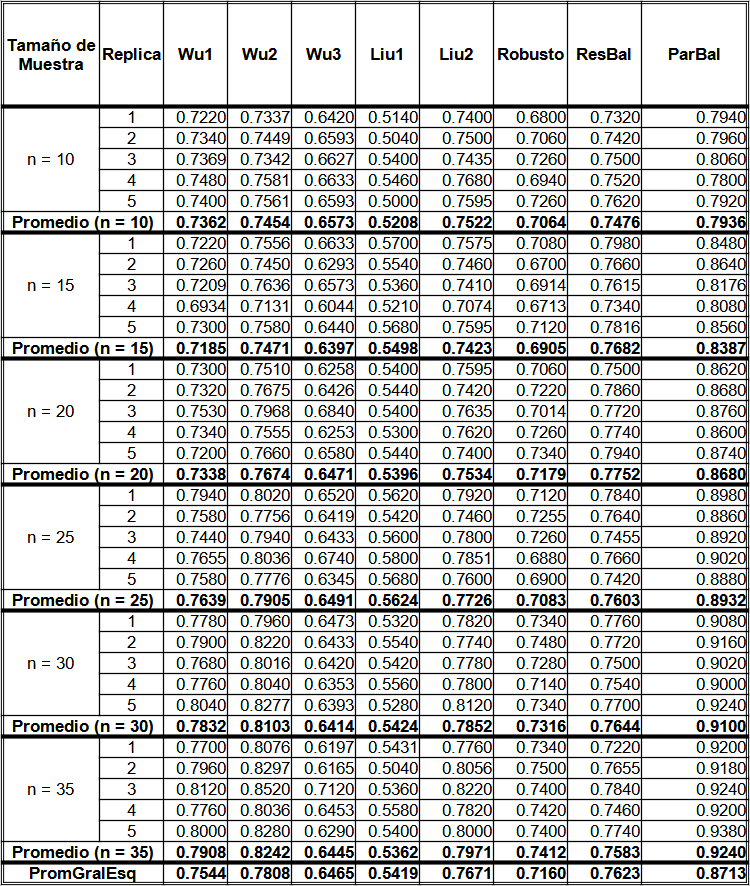 Tamaño de Muestra Replica Wu1 Wu2 Wu3 Liu1 Liu2 Robusto ResBal ParBal
n = 10
1 0.7220 0.7337 0.6420 0.5140 0.7400 0.6800 0.7320 0.7940
2 0.7340 0.7449 0.6593 0.5040 0.7500 0.7060 0.7420 0.7960
3 0.7369 0.7342 0.6627 0.5400 0.7435 0.7260 0.7500 0.8060
4 0.7480 0.7581 0.6633 0.5460 0.7680 0.6940 0.7520 0.7800
5 0.7400 0.7561 0.6593 0.5000 0.7595 0.7260 0.7620 0.7920
Promedio (n = 10) 0.7362 0.7454 0.6573 0.5208 0.7522 0.7064 0.7476 0.7936
n = 15
1 0.7220 0.7556 0.6633 0.5700 0.7575 0.7080 0.7980 0.8480
2 0.7260 0.7450 0.6293 0.5540 0.7460 0.6700 0.7660 0.8640
3 0.7209 0.7636 0.6573 0.5360 0.7410 0.6914 0.7615 0.8176
4 0.6934 0.7131 0.6044 0.5210 0.7074 0.6713 0.7340 0.8080
5 0.7300 0.7580 0.6440 0.5680 0.7595 0.7120 0.7816 0.8560
Promedio (n = 15) 0.7185 0.7471 0.6397 0.5498 0.7423 0.6905 0.7682 0.8387
n = 20
1 0.7300 0.7510 0.6258 0.5400 0.7595 0.7060 0.7500 0.8620
2 0.7320 0.7675 0.6426 0.5440 0.7420 0.7220 0.7860 0.8680
3 0.7530 0.7968 0.6840 0.5400 0.7635 0.7014 0.7720 0.8760
4 0.7340 0.7555 0.6253 0.5300 0.7620 0.7260 0.7740 0.8600
5 0.7200 0.7660 0.6580 0.5440 0.7400 0.7340 0.7940 0.8740
Promedio (n = 20) 0.7338 0.7674 0.6471 0.5396 0.7534 0.7179 0.7752 0.8680
n = 25
1 0.7940 0.8020 0.6520 0.5620 0.7920 0.7120 0.7840 0.8980
2 0.7580 0.7756 0.6419 0.5420 0.7460 0.7255 0.7640 0.8860
3 0.7440 0.7940 0.6433 0.5600 0.7800 0.7260 0.7455 0.8920
4 0.7655 0.8036 0.6740 0.5800 0.7851 0.6880 0.7660 0.9020
5 0.7580 0.7776 0.6345 0.5680 0.7600 0.6900 0.7420 0.8880
Promedio (n = 25) 0.7639 0.7905 0.6491 0.5624 0.7726 0.7083 0.7603 0.8932
n = 30
1 0.7780 0.7960 0.6473 0.5320 0.7820 0.7340 0.7760 0.9080
2 0.7900 0.8220 0.6433 0.5540 0.7740 0.7480 0.7720 0.9160
3 0.7680 0.8016 0.6420 0.5420 0.7780 0.7280 0.7500 0.9020
4 0.7760 0.8040 0.6353 0.5560 0.7800 0.7140 0.7540 0.9000
5 0.8040 0.8277 0.6393 0.5280 0.8120 0.7340 0.7700 0.9240
Promedio (n = 30) 0.7832 0.8103 0.6414 0.5424 0.7852 0.7316 0.7644 0.9100
n = 35
1 0.7700 0.8076 0.6197 0.5431 0.7760 0.7340 0.7220 0.9200
2 0.7960 0.8297 0.6165 0.5040 0.8056 0.7500 0.7655 0.9180
3 0.8120 0.8520 0.7120 0.5360 0.8220 0.7400 0.7840 0.9240
4 0.7760 0.8036 0.6453 0.5580 0.7820 0.7420 0.7460 0.9200
5 0.8000 0.8280 0.6290 0.5400 0.8000 0.7400 0.7740 0.9380
Promedio (n = 35) 0.7908 0.8242 0.6445 0.5362 0.7971 0.7412 0.7583 0.9240
PromGralEsq 0.7544 0.7808 0.6465 0.5419 0.7671 0.7160 0.7623 0.8713